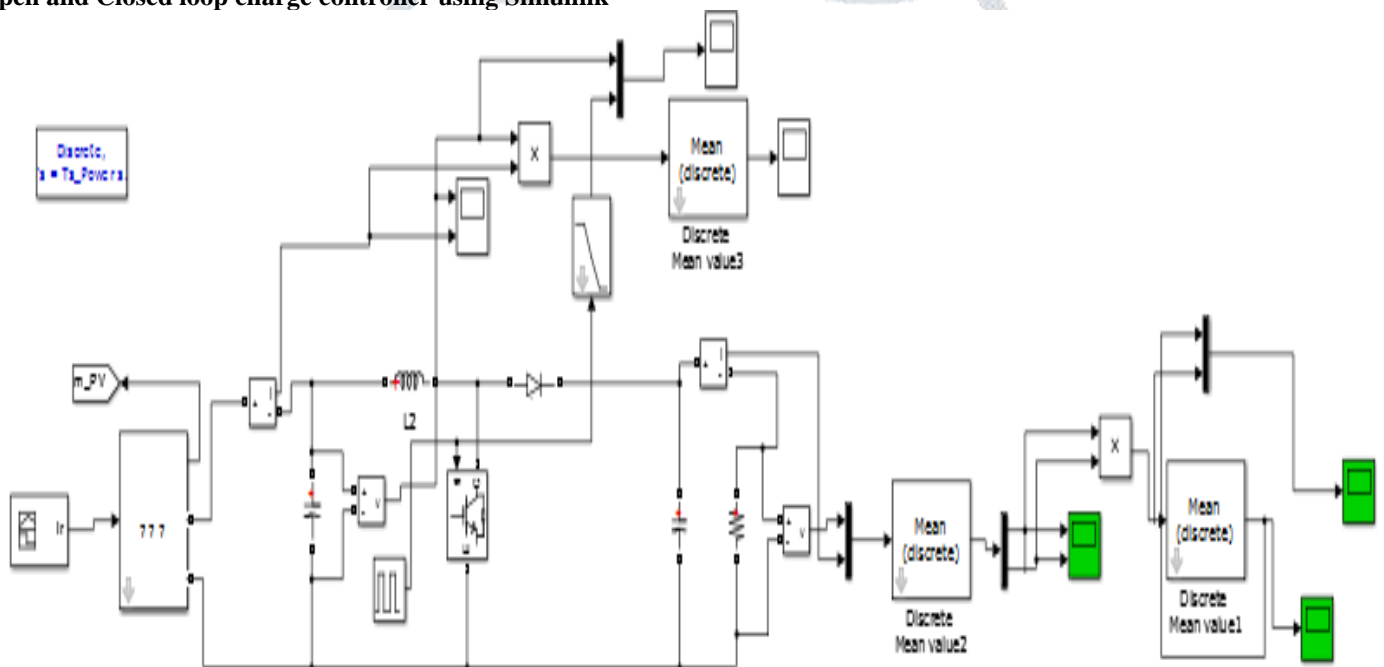 pen and Closed loop charge controller using Simulink
Discrete,
's = Ts_Power s.
X
Mean
(discrete)
Discrete
Mean value3
m_PV
I
+
-
L2
I
+
-
Ir
? ? ?
+
-
v
+
-
v
Mean
(discrete)
Discrete
Mean value2
X
Mean
(discrete)
Discrete
Mean value1